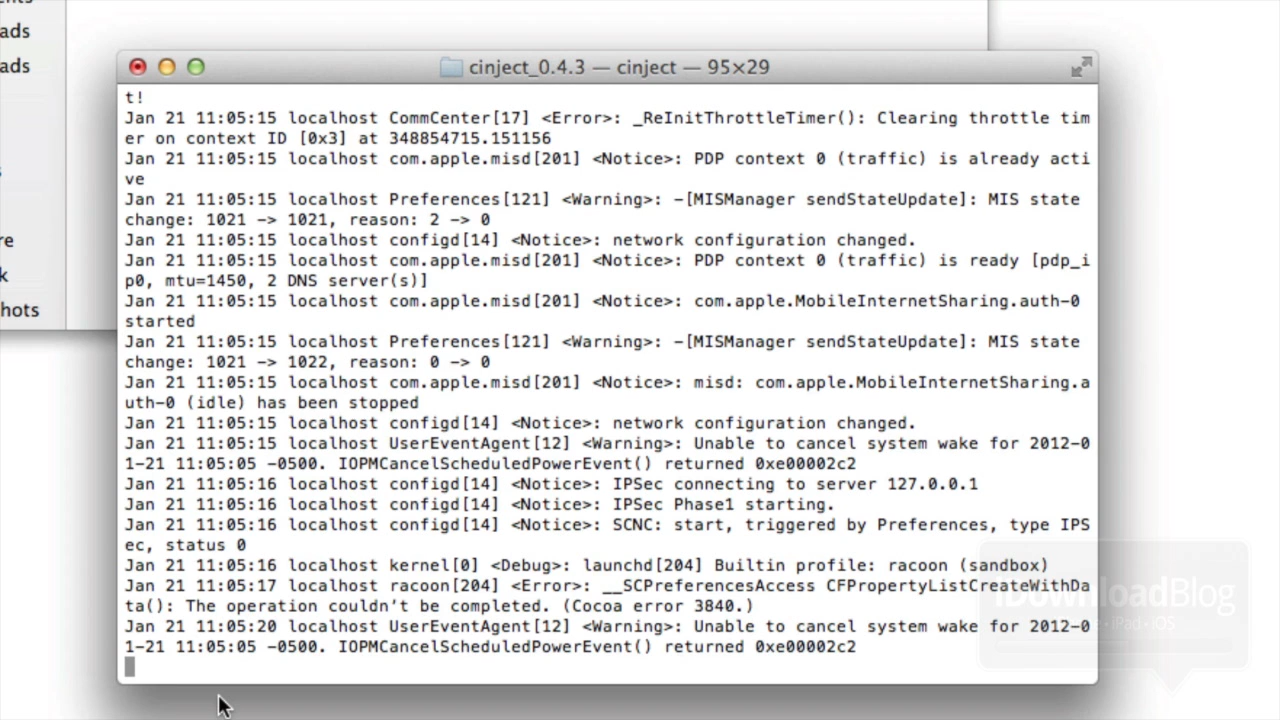 ads
ads
re
k
hots
cinject_0.4.3 — cinject — 95×29
t!
Jan 21 11:05:15 localhost CommCenter[17] <Error>: _ReInitThrottleTimer(): Clearing throttle tim
er on context ID [0x3] at 348854715.151156
Jan 21 11:05:15 localhost com.apple.misd[201] <Notice>: PDP context 0 (traffic) is already acti
ve
Jan 21 11:05:15 localhost Preferences[121] <Warning>: -[MISManager sendStateUpdate]: MIS state
change: 1021 -> 1021, reason: 2 -> 0
Jan 21 11:05:15 localhost configd[14] <Notice>: network configuration changed.
Jan 21 11:05:15 localhost com.apple.misd[201] <Notice>: PDP context 0 (traffic) is ready [pdp_i
p0, mtu=1450, 2 DNS server(s)]
Jan 21 11:05:15 localhost com.apple.misd[201] <Notice>: com.apple.MobileInternetSharing.auth-0
started
Jan 21 11:05:15 localhost Preferences[121] <Warning>: -[MISManager sendStateUpdate]: MIS state
change: 1021 -> 1022, reason: 0 -> 0
Jan 21 11:05:15 localhost com.apple.misd[201] <Notice>: misd: com.apple.MobileInternetSharing.a
uth-0 (idle) has been stopped
Jan 21 11:05:15 localhost configd[14] <Notice>: network configuration changed.
Jan 21 11:05:15 localhost UserEventAgent[12] <Warning>: Unable to cancel system wake for 2012-0
1-21 11:05:05 -0500. IOPMCancelScheduledPowerEvent() returned 0xe00002c2
Jan 21 11:05:16 localhost configd[14] <Notice>: IPSec connecting to server 127.0.0.1
Jan 21 11:05:16 localhost configd[14] <Notice>: IPSec Phase1 starting.
Jan 21 11:05:16 localhost configd[14] <Notice>: SCNC: start, triggered by Preferences, type IPS
ec, status 0
Jan 21 11:05:16 localhost kernel[0] <Debug>: launchd[204] Builtin profile: racoon (sandbox)
Jan 21 11:05:17 localhost racoon[204] <Error>: __SCPreferencesAccess CFPropertyListCreateWithDa
ta(): The operation couldn’t be completed. (Cocoa error 3840.)
Jan 21 11:05:20 localhost UserEventAgent[12] <Warning>: Unable to cancel system wake for 2012-0
1-21 11:05:05 -0500. IOPMCancelScheduledPowerEvent() returned 0xe00002c2
iDownloadBlog
• iPad • iOS